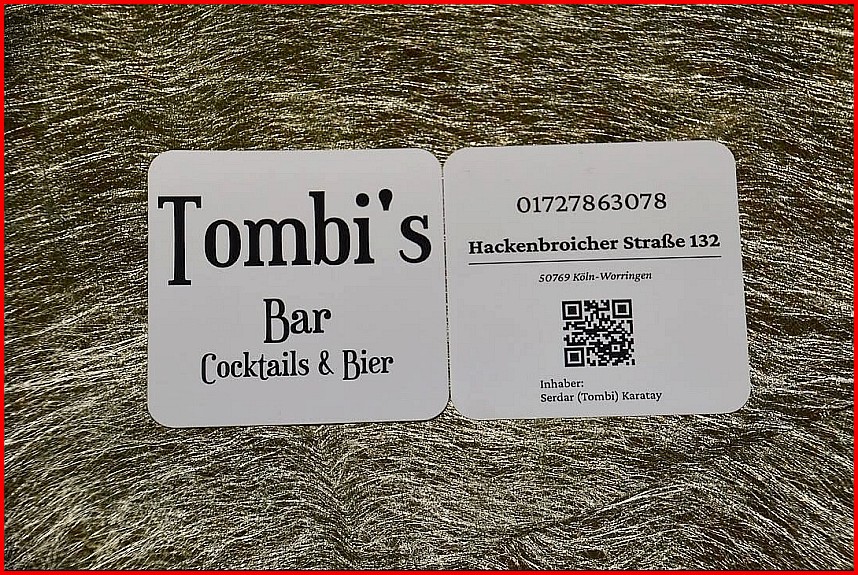 Tombi's
Bar
Cocktails & Bier
01727863078
Hackenbroicher Straße 132
50769 Köln-Worringen
Inhaber:
Serdar (Tombi) Karatay